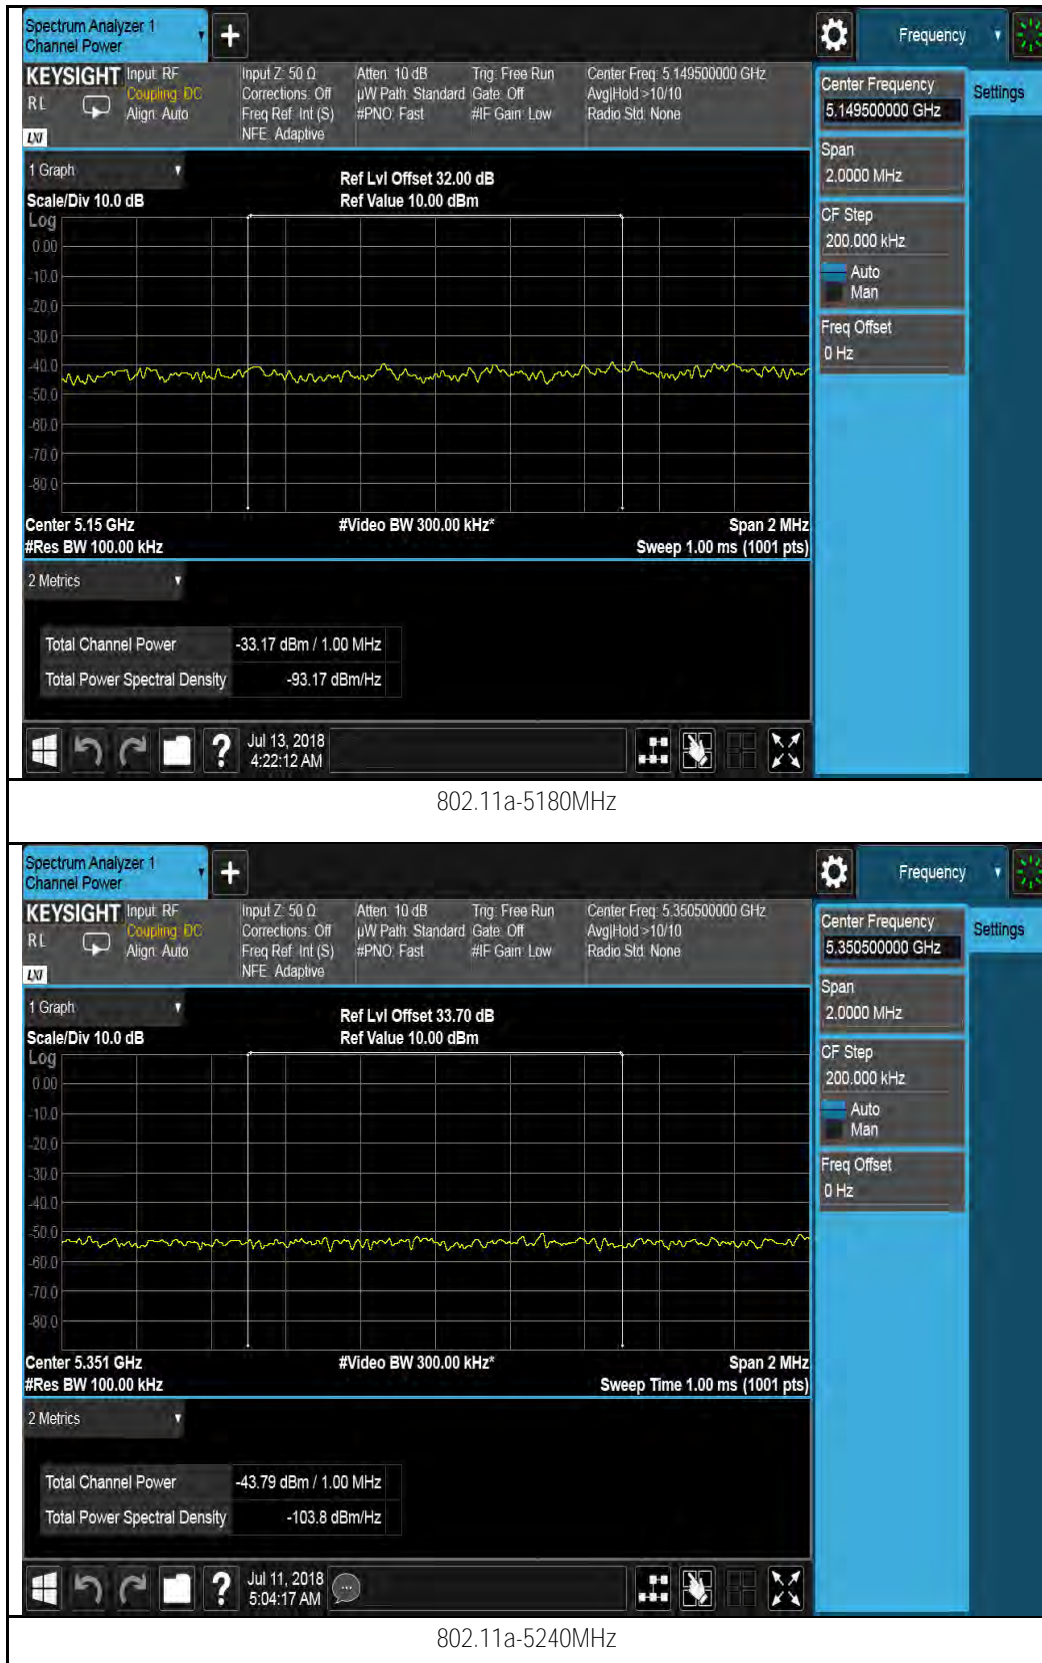 Spectrum Analyzer 1
Channel Power
Frequency
KEYSIGHT
RL
LXI
Input: RF
Coupling: DC
Align: Auto
Input Z: 50 Ω
Corrections: Off
Freq Ref: Int (S)
NFE: Adaptive
Atten: 10 dB
µW Path: Standard
#PNO: Fast
Trig: Free Run
Gate: Off
#IF Gain: Low
Center Freq: 5.149500000 GHz
Avg|Hold:>10/10
Radio Std: None
Center Frequency
5.149500000 GHz
Settings
Span
2.0000 MHz
CF Step
200.000 kHz
Auto
Man
Freq Offset
0 Hz
1 Graph
Scale/Div 10.0 dB
Ref Lvl Offset 32.00 dB
Ref Value 10.00 dBm
Log
0.00
-10.0
-20.0
-30.0
-40.0
-50.0
-60.0
-70.0
-80.0
Center 5.15 GHz
#Video BW 300.00 kHz*
Span 2 MHz
#Res BW 100.00 kHz
Sweep 1.00 ms (1001 pts)
2 Metrics
Total Channel Power -33.17 dBm / 1.00 MHz
Total Power Spectral Density -93.17 dBm/Hz
?
Jul 13, 2018
4:22:12 AM
802.11a-5180MHz
Spectrum Analyzer 1
Channel Power
Frequency
KEYSIGHT
RL
LXI
Input: RF
Coupling: DC
Align: Auto
Input Z: 50 Ω
Corrections: Off
Freq Ref: Int (S)
NFE: Adaptive
Atten: 10 dB
µW Path: Standard
#PNO: Fast
Trig: Free Run
Gate: Off
#IF Gain: Low
Center Freq: 5.350500000 GHz
Avg|Hold:>10/10
Radio Std: None
Center Frequency
5.350500000 GHz
Settings
Span
2.0000 MHz
CF Step
200.000 kHz
Auto
Man
Freq Offset
0 Hz
1 Graph
Scale/Div 10.0 dB
Ref Lvl Offset 33.70 dB
Ref Value 10.00 dBm
Log
0.00
-10.0
-20.0
-30.0
-40.0
-50.0
-60.0
-70.0
-80.0
Center 5.351 GHz
#Video BW 300.00 kHz*
Span 2 MHz
#Res BW 100.00 kHz
Sweep Time 1.00 ms (1001 pts)
2 Metrics
Total Channel Power -43.79 dBm / 1.00 MHz
Total Power Spectral Density -103.8 dBm/Hz
?
Jul 11, 2018
5:04:17 AM
802.11a-5240MHz